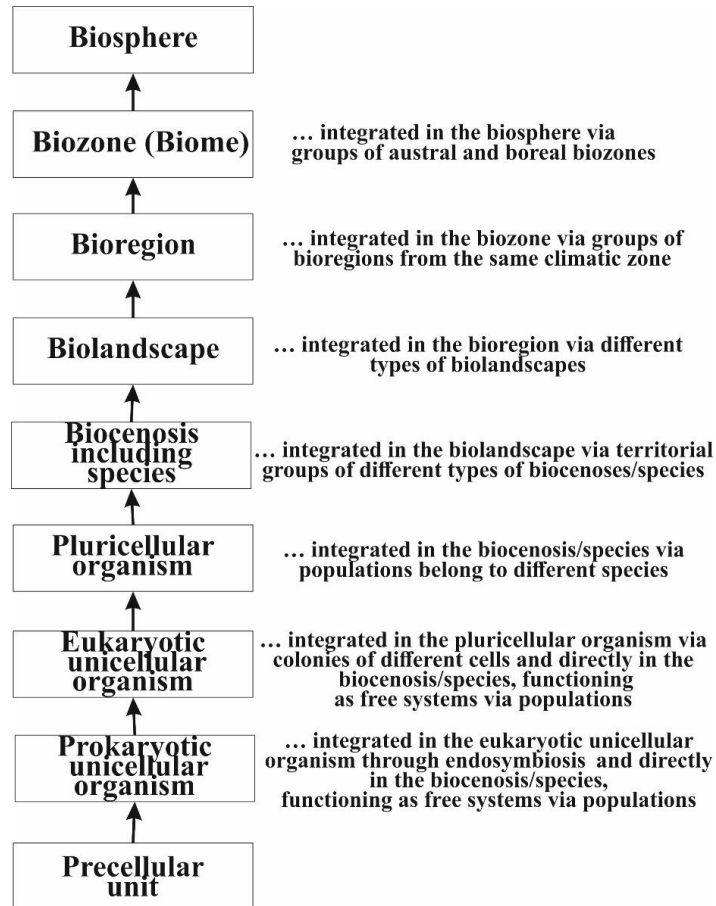 Biosphere
Biozone (Biome)
… integrated in the biosphere via
groups of austral and boreal biozones
Bioregion
… integrated in the biozone via groups of
bioregions from the same climatic zone
Biolandscape
… integrated in the bioregion via different
types of biolandscapes
Biocenosis
including
species
… integrated in the biolandscape via territorial
groups of different types of biocenoses/species
Pluricellular
organism
… integrated in the biocenosis/species via
populations belong to different species
Eukaryotic
unicellular
organism
… integrated in the pluricellular organism via
colonies of different cells and directly in the
biocenosis/species, functioning
as free systems via populations
Prokaryotic
unicellular
organism
… integrated in the eukaryotic unicellular
organism through endosymbiosis and directly
in the biocenosis/species,
functioning as free systems via populations
Precellular
unit